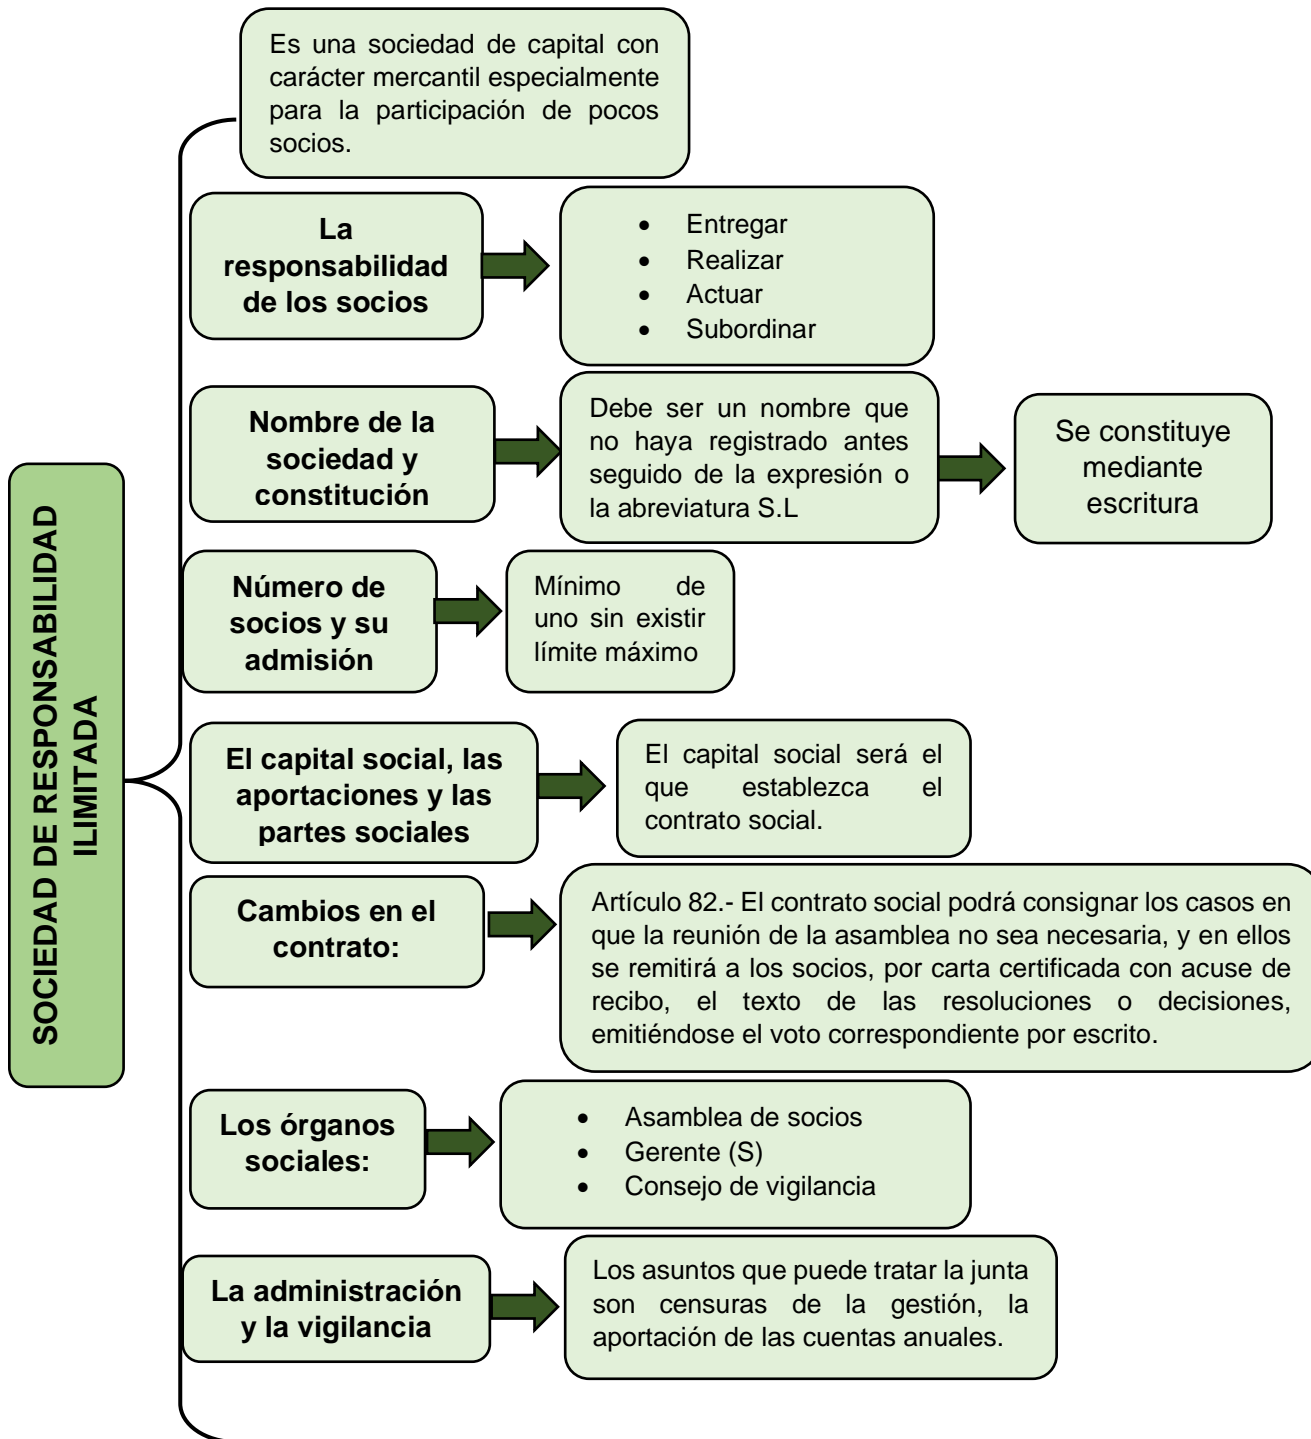 Es una sociedad de capital con
carácter mercantil especialmente
para la participación de pocos
socios.
La
responsabilidad
de los socios
• Entregar
• Realizar
• Actuar
• Subordinar
Nombre de la
sociedad y
constitución
Debe ser un nombre que
no haya registrado antes
seguido de la expresión o
la abreviatura S.L
Se constituye
mediante
escritura
SOCIEDAD DE RESPONSABILIDAD
ILIMITADA
Número de
socios y su
admisión
Mínimo de
uno sin existir
límite máximo
El capital social, las
aportaciones y las
partes sociales
El capital social será el
que establezca el
contrato social.
Cambios en el
contrato:
Artículo 82.- El contrato social podrá consignar los casos en
que la reunión de la asamblea no sea necesaria, y en ellos
se remitirá a los socios, por carta certificada con acuse de
recibo, el texto de las resoluciones o decisiones,
emitiéndose el voto correspondiente por escrito.
Los órganos
sociales:
• Asamblea de socios
• Gerente (S)
• Consejo de vigilancia
La administración
y la vigilancia
Los asuntos que puede tratar la junta
son censuras de la gestión, la
aportación de las cuentas anuales.